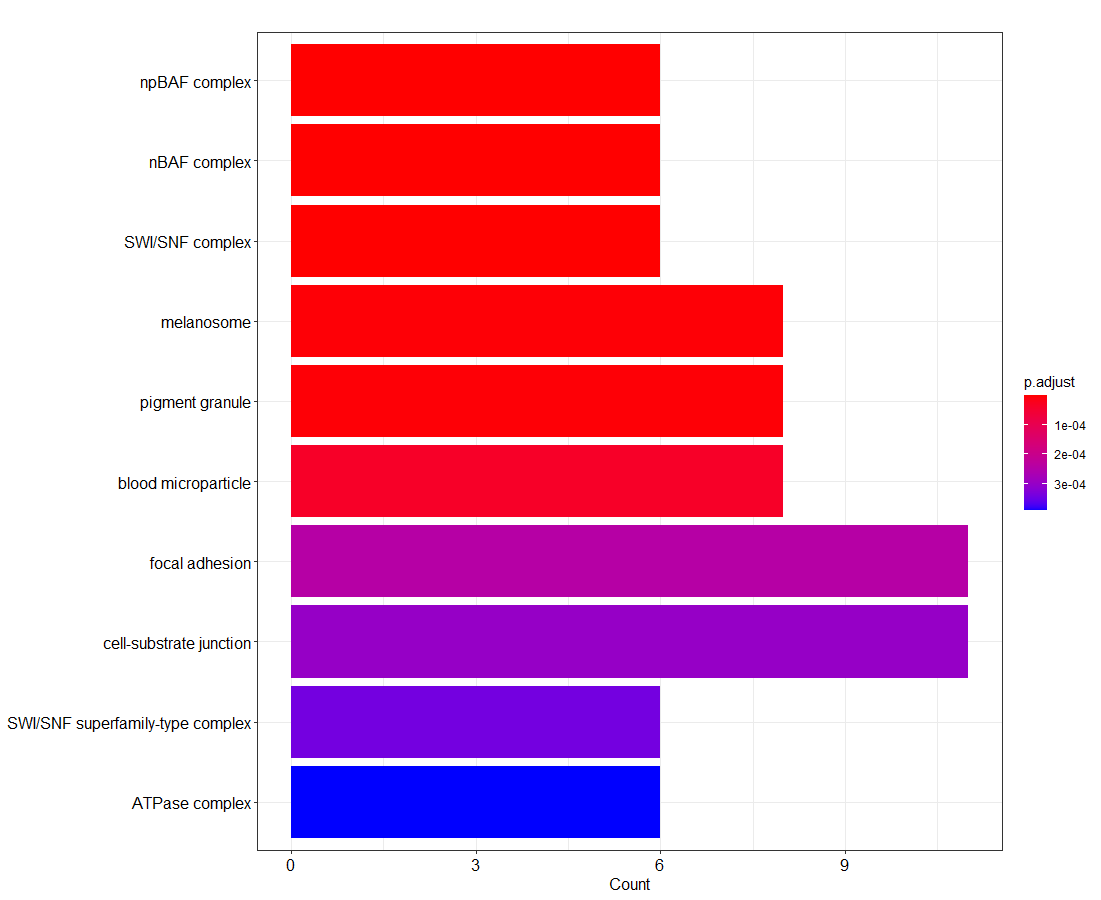 npBAF complex
nBAF complex
SWI/SNF complex
melanosome
pigment granule
blood microparticle
focal adhesion
cell-substrate junction
SWI/SNF superfamily-type complex
ATPase complex
0 3 6 9
Count
p.adjust
1e-04
2e-04
3e-04